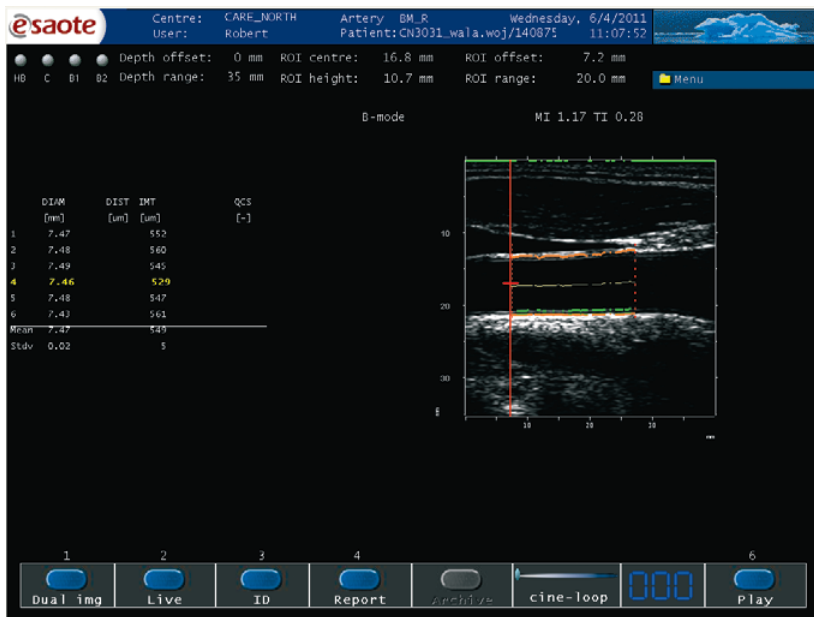 esaote
Centre: CARE_NORTH Artery BM_R Wednesday, 6/4/2011
User: Robert Patient:CN3031_wala.woj/140875 11:07:52
HB C B1 B2
Depth offset: 0 mm ROI centre: 16.8 mm ROI offset: 7.2 mm
Depth range: 35 mm ROI height: 10.7 mm ROI range: 20.0 mm
Menu
B-mode MI 1.17 TI 0.28
DIAM DIST IMT QCS
[mm] [um] [um] [-]
1 7.47 552
2 7.48 560
3 7.49 545
4 7.46 529
5 7.48 547
6 7.43 561
Mean 7.47 549
Stdv 0.02 5
10
20
30
10 20 30
mm
1 2 3 4 6
Dual img Live ID Report Archive cine-loop 000 Play